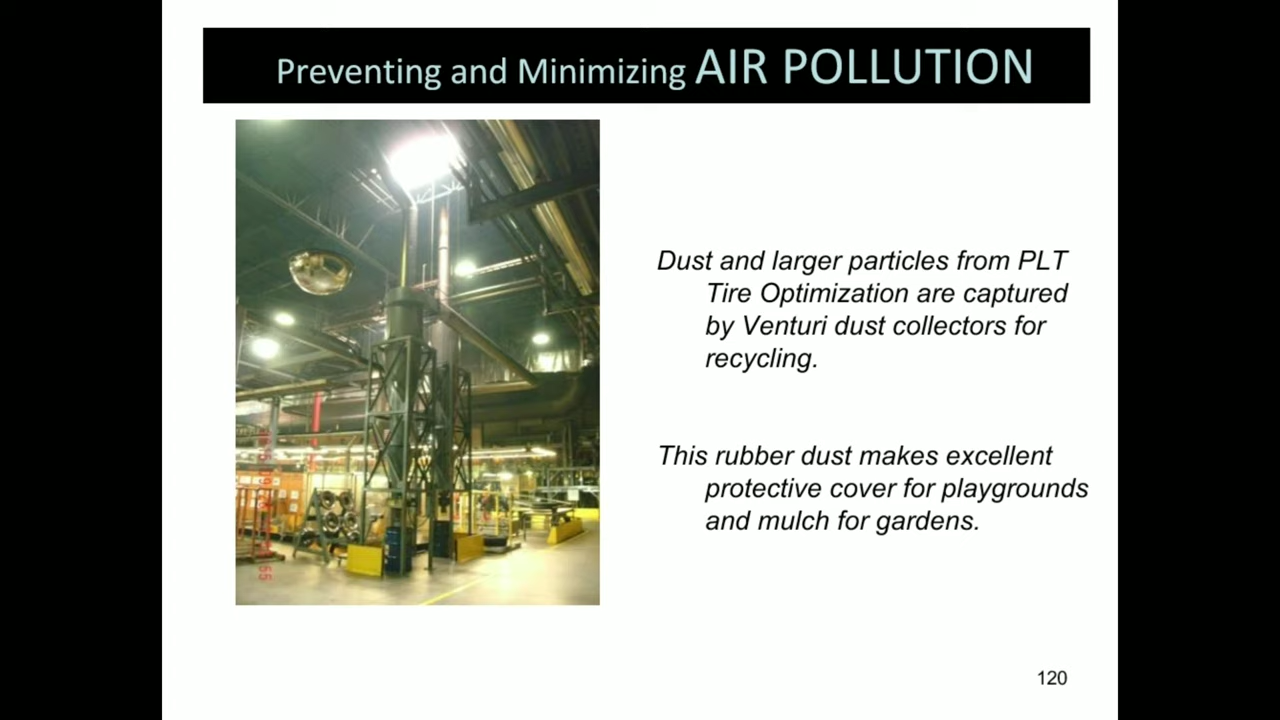 Preventing and Minimizing AIR POLLUTION
Dust and larger particles from PLT
Tire Optimization are captured
by Venturi dust collectors for
recycling.
This rubber dust makes excellent
protective cover for playgrounds
and mulch for gardens.
120